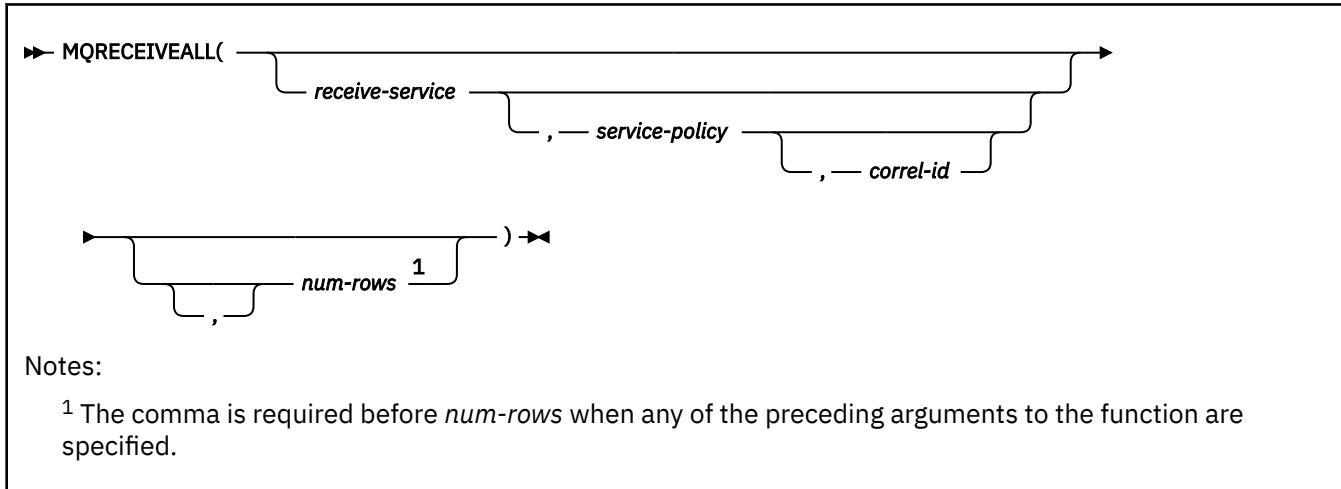 MQRECEIVEALL(
receive-service
, service-policy
, correl-id
)
num-rows 1
,
Notes:
1 The comma is required before num-rows when any of the preceding arguments to the function are
specified.